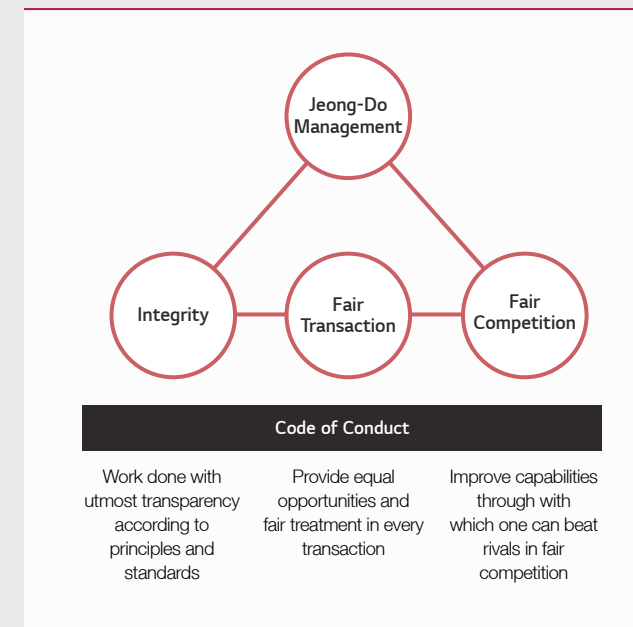 Jeong-Do
Management
Integrity
Fair
Transaction
Fair
Competition
Code of Conduct
Work done with
utmost transparency
according to
principles and
standards
Provide equal
opportunities and
fair treatment in every
transaction
Improve capabilities
through with
which one can beat
rivals in fair
competition